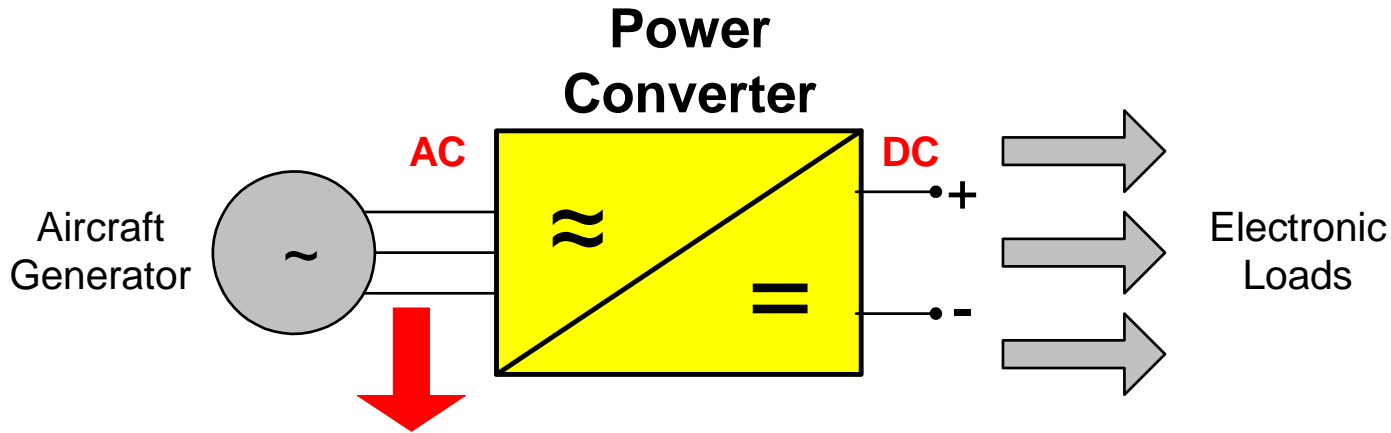 Power
Converter
AC
DC
Aircraft
Generator
~
≈
=
+
-
Electronic
Loads